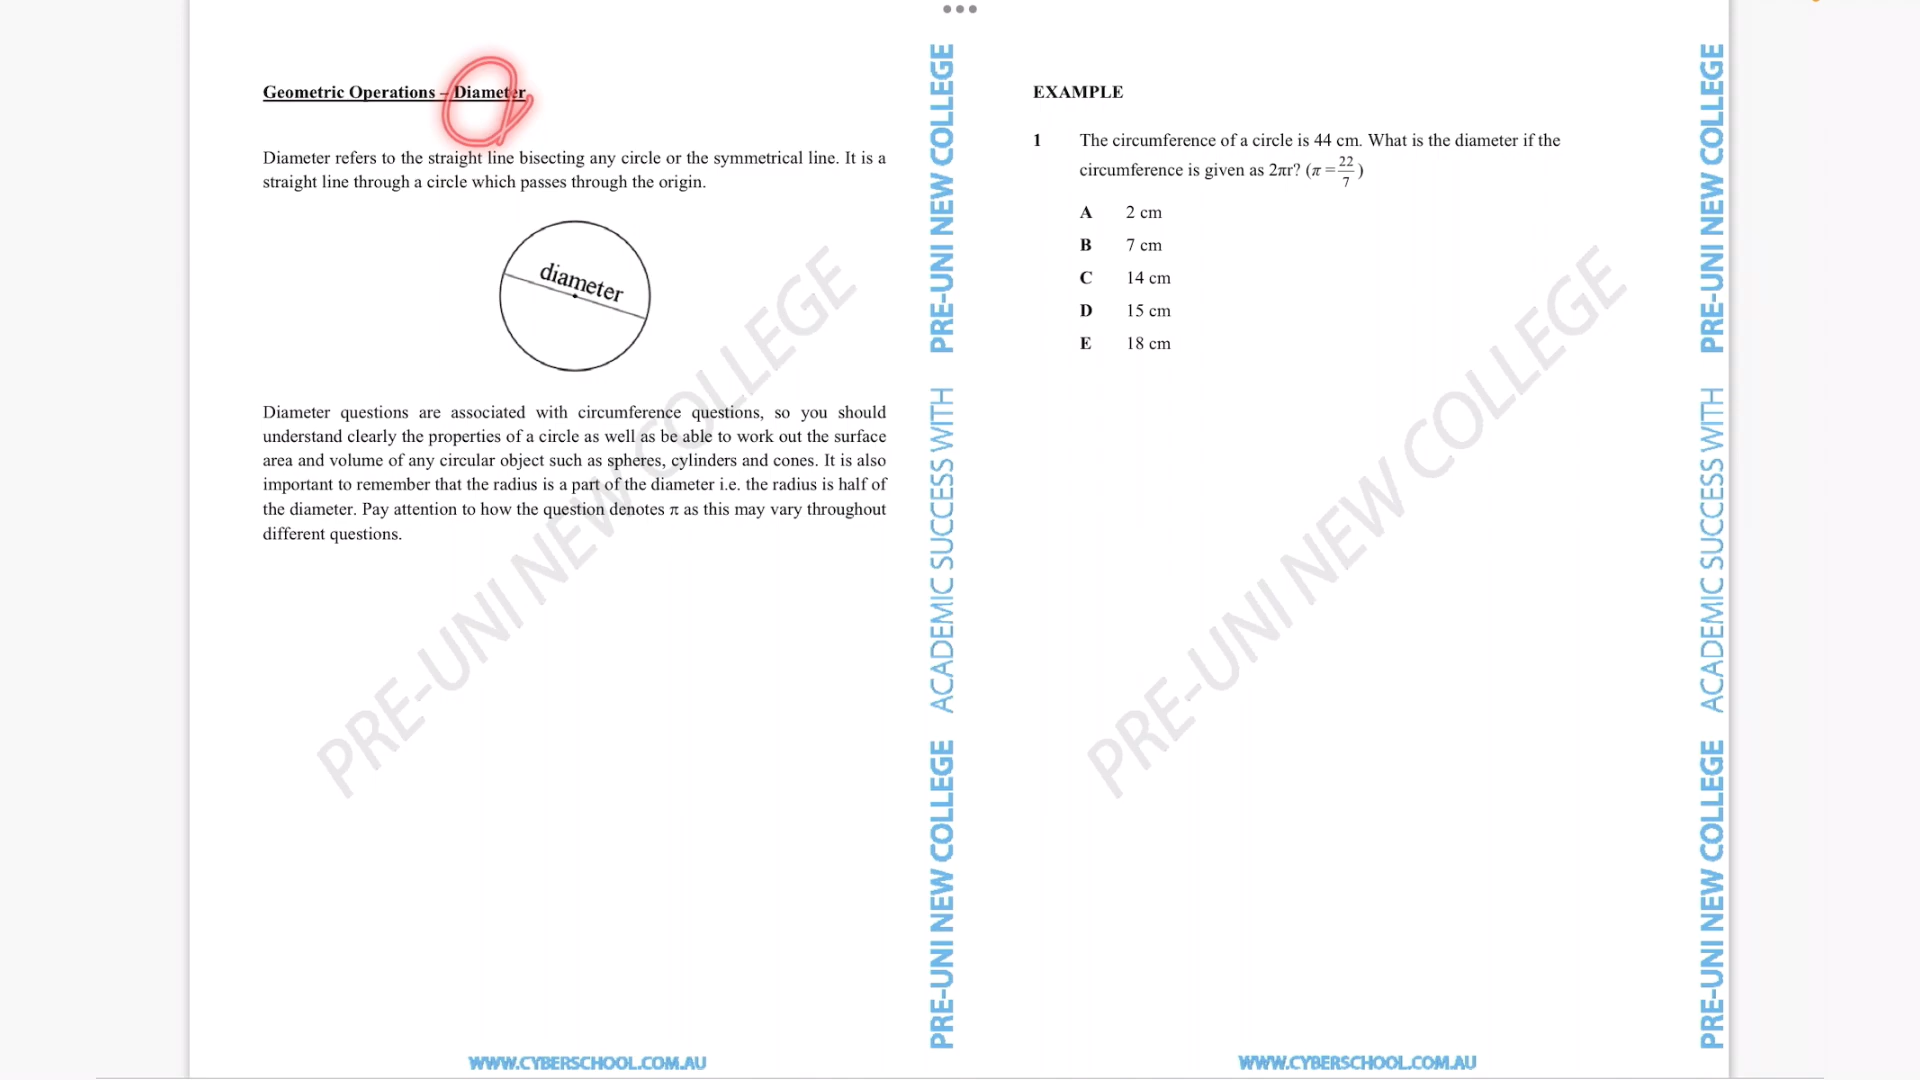 Geometric Operations – Diameter
Diameter refers to the straight line bisecting any circle or the symmetrical line. It is a
straight line through a circle which passes through the origin.
diameter
Diameter questions are associated with circumference questions, so you should
understand clearly the properties of a circle as well as be able to work out the surface
area and volume of any circular object such as spheres, cylinders and cones. It is also
important to remember that the radius is a part of the diameter i.e. the radius is half of
the diameter. Pay attention to how the question denotes π as this may vary throughout
different questions.
PRE-UNI NEW COLLEGE
WWW.CYBERSCHOOL.COM.AU
PRE-UNI NEW COLLEGE ACADEMIC SUCCESS WITH PRE-UNI NEW COLLEGE
EXAMPLE
1 The circumference of a circle is 44 cm. What is the diameter if the
circumference is given as 2πr? (π = 22/7)
A 2 cm
B 7 cm
C 14 cm
D 15 cm
E 18 cm
PRE-UNI NEW COLLEGE
WWW.CYBERSCHOOL.COM.AU
PRE-UNI NEW COLLEGE ACADEMIC SUCCESS WITH PRE-UNI NEW COLLEGE